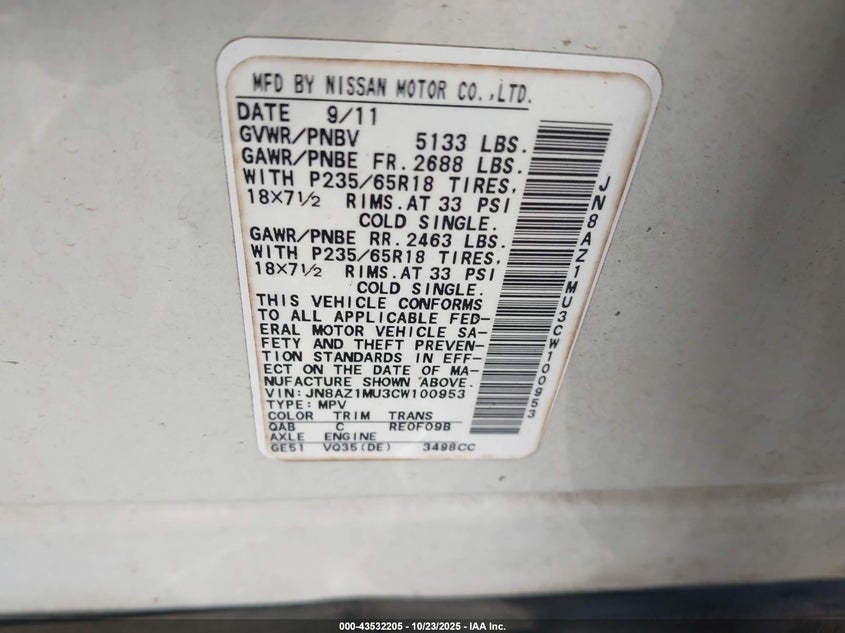 MFD BY NISSAN MOTOR CO.,LTD.
DATE 9/11
GVWR/PNBV 5133 LBS.
GAWR/PNBE FR. 2688 LBS.
WITH P235/65R18 TIRES,
18×7½ RIMS.AT 33 PSI
COLD SINGLE.
GAWR/PNBE RR. 2463 LBS.
WITH P235/65R18 TIRES,
18×7½ RIMS.AT 33 PSI
COLD SINGLE.
THIS VEHICLE CONFORMS
TO ALL APPLICABLE FED-
ERAL MOTOR VEHICLE SA-
FETY AND THEFT PREVEN-
TION STANDARDS IN EFF-
ECT ON THE DATE OF MA-
NUFACTURE SHOWN ABOVE.
VIN:JN8AZ1MU3CW100953
TYPE: MPV
COLOR TRIM TRANS
QAB C RE0F09B
AXLE ENGINE
GE51 VQ35(DE) 3498CC
JN8AZ1MU3CW100953
000-43532205 - 10/23/2025 - IAA Inc.